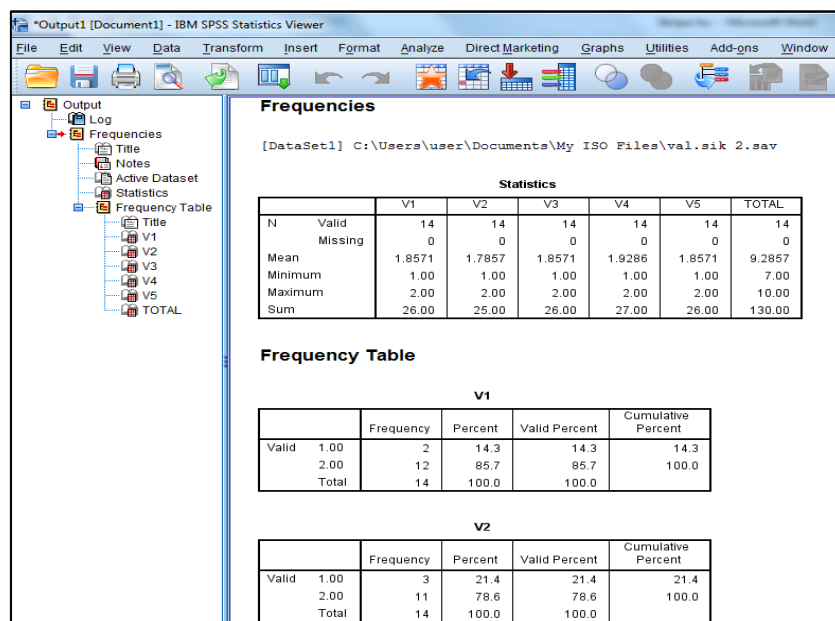 *Output1 [Document1] - IBM SPSS Statistics Viewer
File Edit View Data Transform Insert Format Analyze Direct Marketing Graphs Utilities Add-ons Window
Output
Log
Frequencies
Title
Notes
Active Dataset
Statistics
Frequency Table
Title
V1
V2
V3
V4
V5
TOTAL
Frequencies
[DataSet1] C:\Users\user\Documents\My ISO Files\val.sik 2.sav
Statistics
V1 V2 V3 V4 V5 TOTAL
N Valid 14 14 14 14 14 14
Missing 0 0 0 0 0 0
Mean 1.8571 1.7857 1.8571 1.9286 1.8571 9.2857
Minimum 1.00 1.00 1.00 1.00 1.00 7.00
Maximum 2.00 2.00 2.00 2.00 2.00 10.00
Sum 26.00 25.00 26.00 27.00 26.00 130.00
Frequency Table
V1
Frequency Percent Valid Percent Cumulative Percent
Valid 1.00 2 14.3 14.3 14.3
2.00 12 85.7 85.7 100.0
Total 14 100.0 100.0
V2
Frequency Percent Valid Percent Cumulative Percent
Valid 1.00 3 21.4 21.4 21.4
2.00 11 78.6 78.6 100.0
Total 14 100.0 100.0